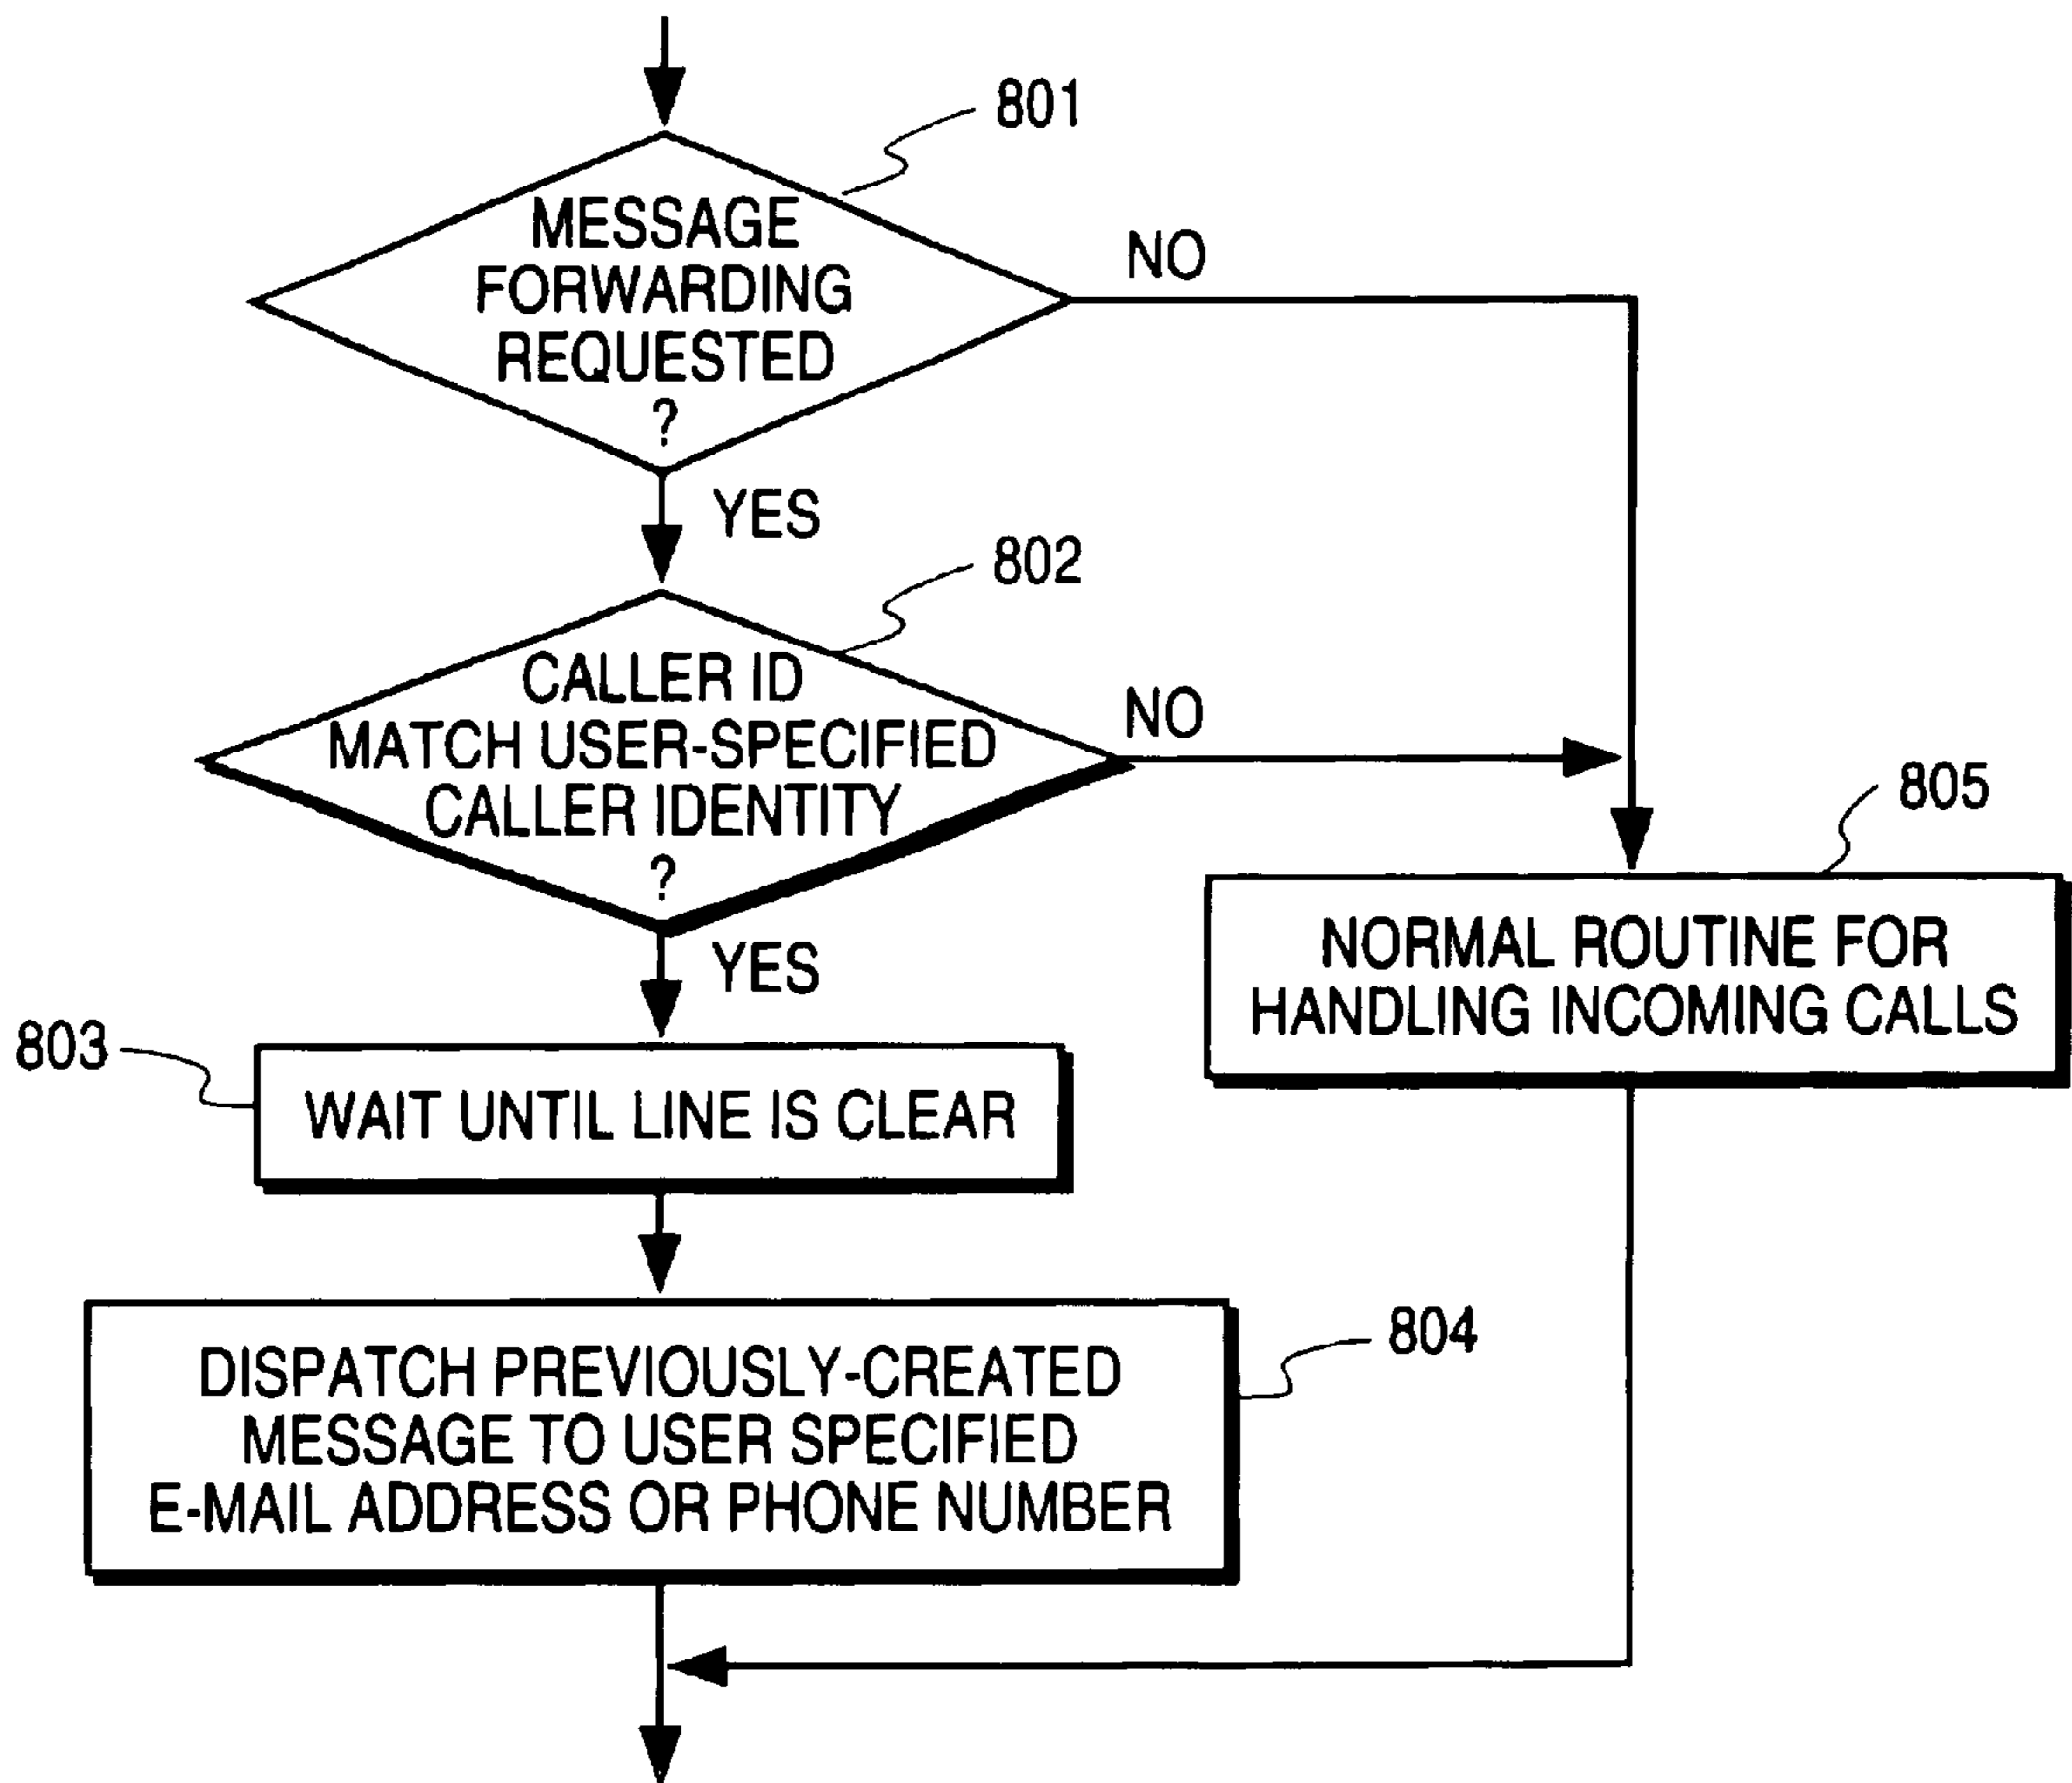 801
MESSAGE
FORWARDING
REQUESTED
?
NO
YES
802
CALLER ID
MATCH USER-SPECIFIED
CALLER IDENTITY
?
NO
YES
805
NORMAL ROUTINE FOR
HANDLING INCOMING CALLS
803
WAIT UNTIL LINE IS CLEAR
804
DISPATCH PREVIOUSLY-CREATED
MESSAGE TO USER SPECIFIED
E-MAIL ADDRESS OR PHONE NUMBER